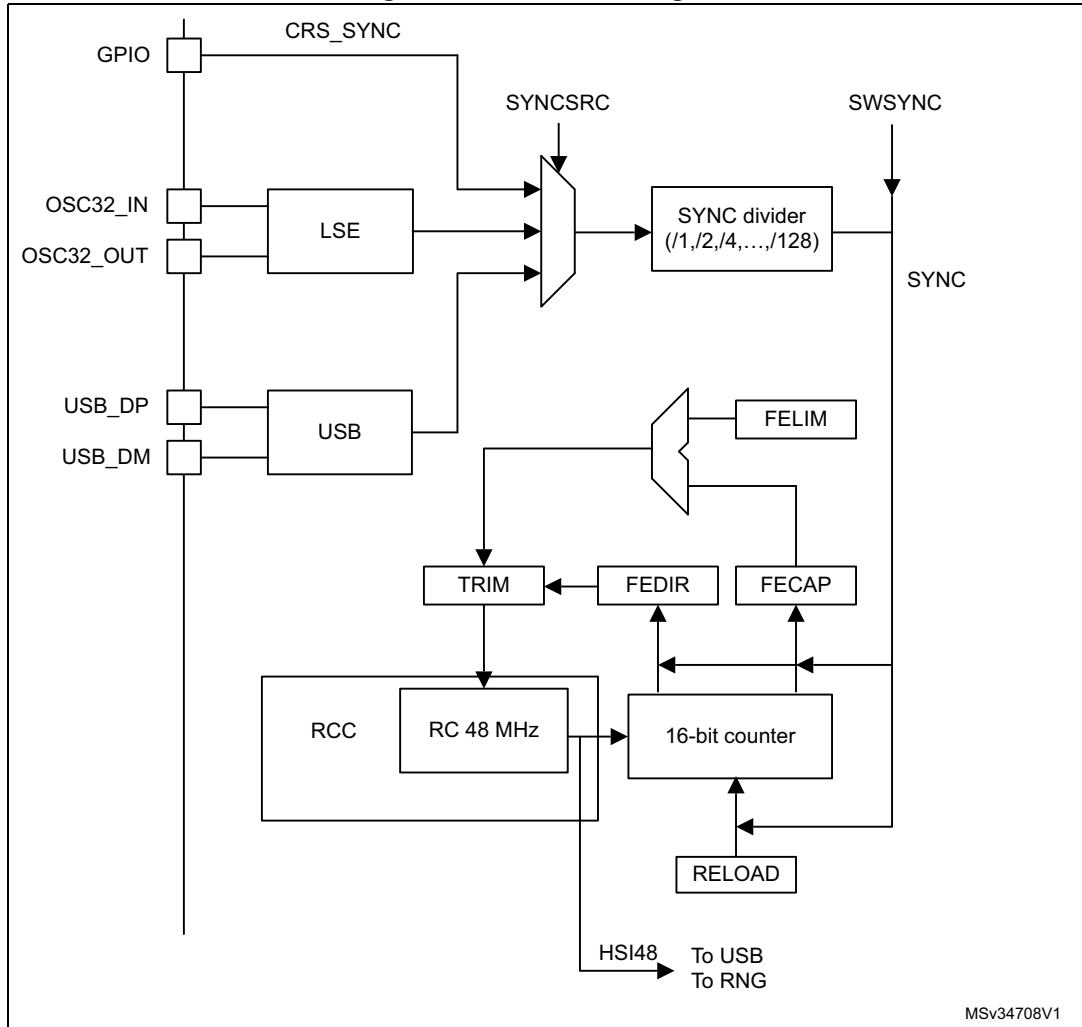 CRS_SYNC
GPIO
SYNCSRC
SWSYNC
OSC32_IN
LSE
OSC32_OUT
SYNC divider
(/1,/2,/4,…,/128)
SYNC
USB_DP
USB
USB_DM
FELIM
TRIM
FEDIR
FECAP
RCC
RC 48 MHz
16-bit counter
RELOAD
HSI48
To USB
To RNG
MSv34708V1